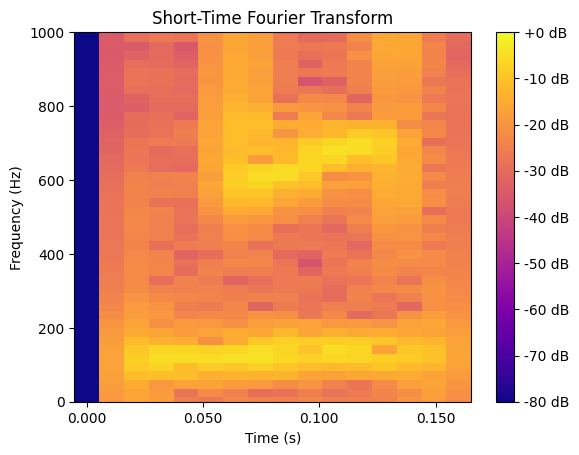 Short-Time Fourier Transform
Frequency (Hz)
1000
800
600
400
200
0
0.000
0.050
0.100
0.150
Time (s)
+0 dB
-10 dB
-20 dB
-30 dB
-40 dB
-50 dB
-60 dB
-70 dB
-80 dB